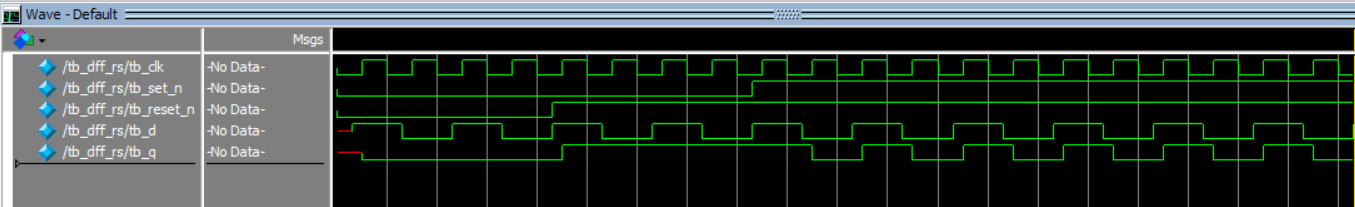 Wave - Default
Msgs
/tb_dff_rs/tb_clk -No Data-
/tb_dff_rs/tb_set_n -No Data-
/tb_dff_rs/tb_reset_n -No Data-
/tb_dff_rs/tb_d -No Data-
/tb_dff_rs/tb_q -No Data-